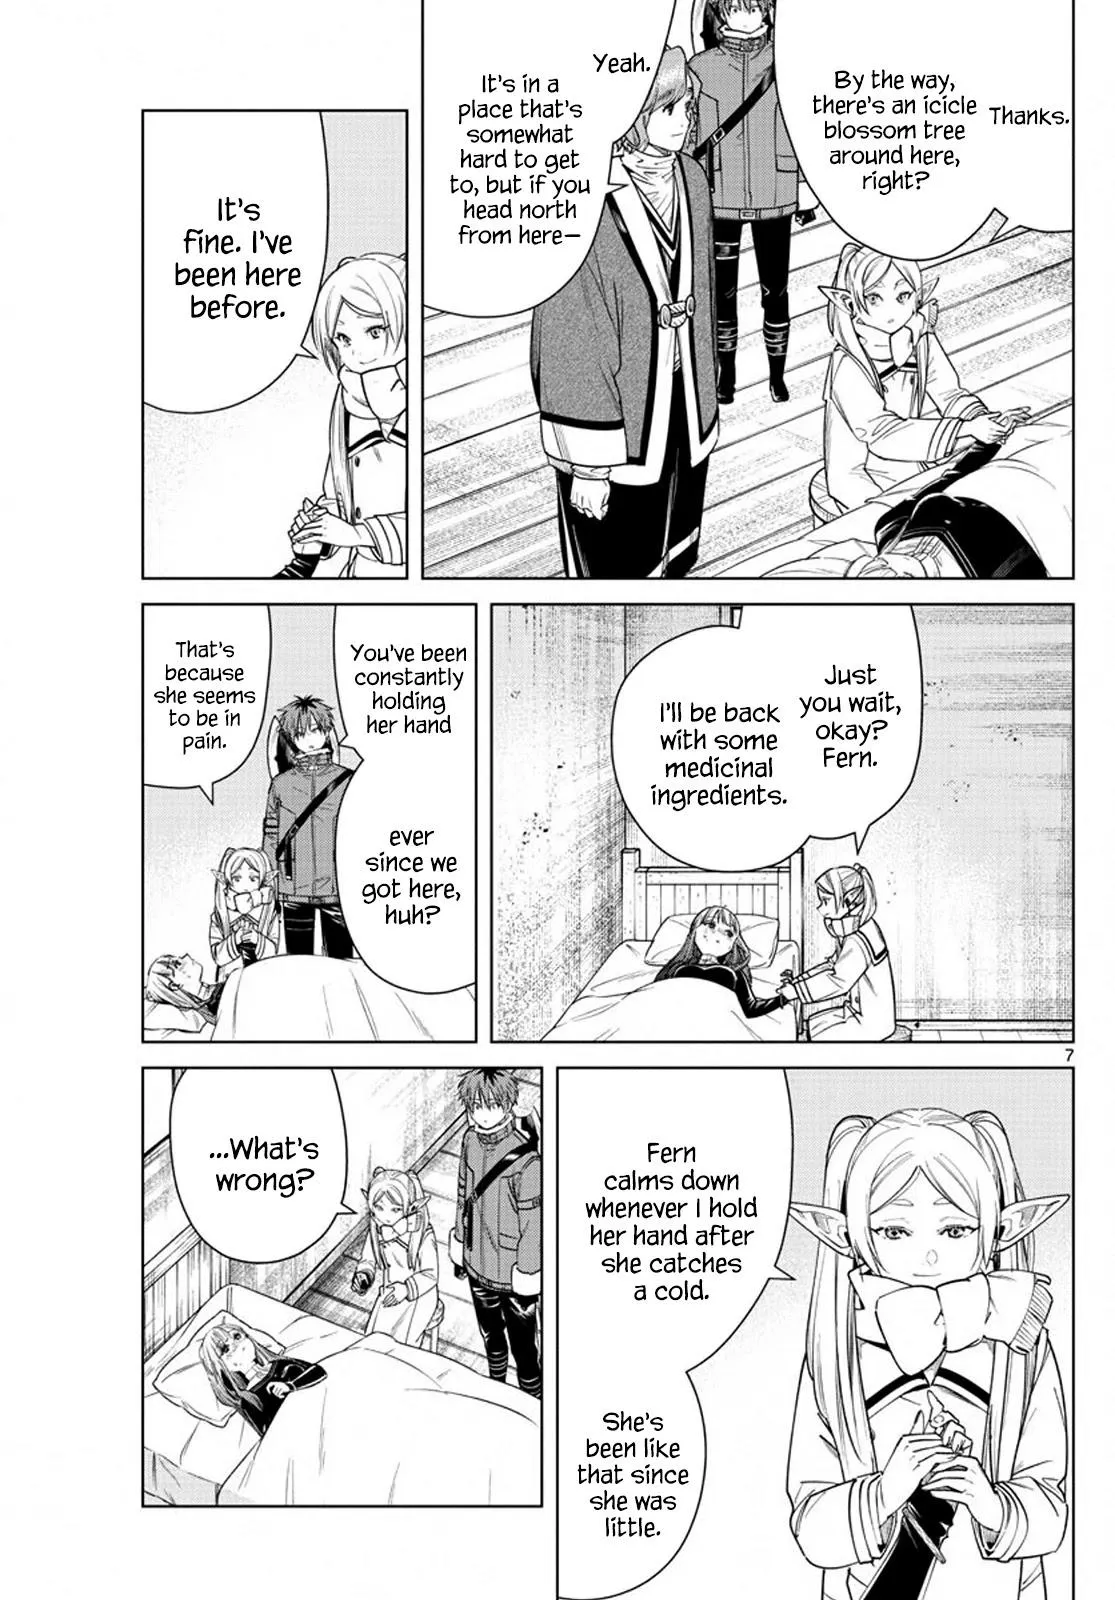 Thanks.
By the way,
there's an icicle
blossom tree
around here,
right?
Yeah.
It's in a
place that's
somewhat
hard to get
to, but if you
head north
from here—
It's
fine. I've
been here
before.
Just
you wait,
okay?
Fern.
I'll be back
with some
medicinal
ingredients.
You've been
constantly
holding
her hand
ever
since we
got here,
huh?
That's
because
she seems
to be in
pain.
7
Fern
calms down
whenever I hold
her hand after
she catches
a cold.
She's
been like
that since
she was
little.
...What's
wrong?